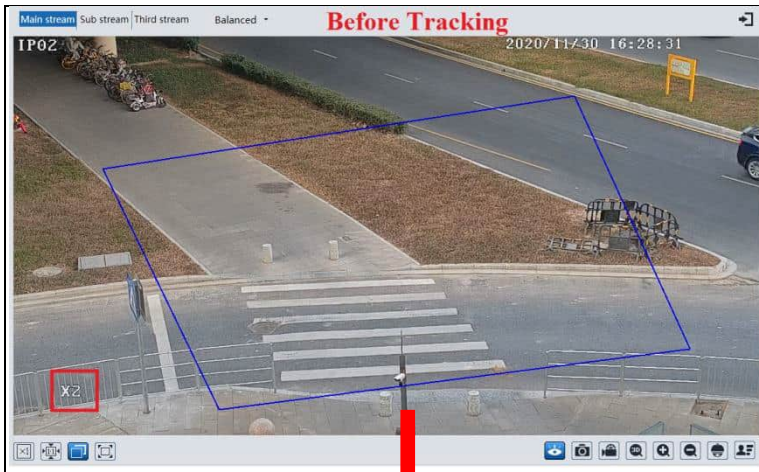 Main stream Sub stream Third stream Balanced Before Tracking
IP02 2020/11/30 16:28:31
X2